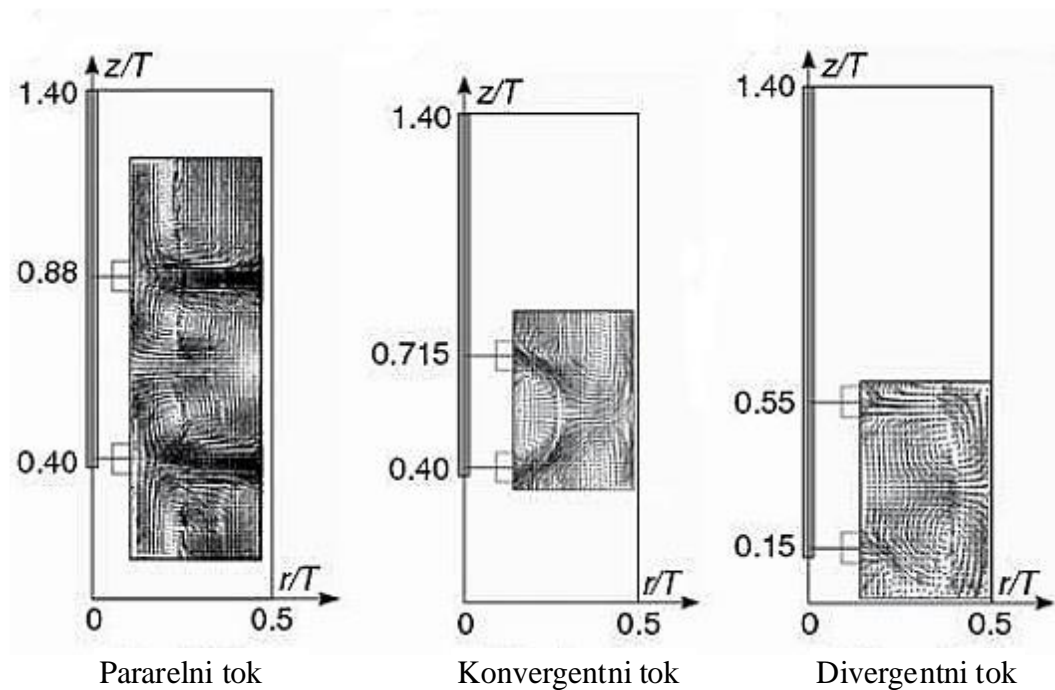 z/T
1.40
0.88
0.40
r/T
0
0.5
Pararelni tok
z/T
1.40
0.715
0.40
r/T
0
0.5
Konvergentni tok
z/T
1.40
0.55
0.15
r/T
0
0.5
Divergentni tok